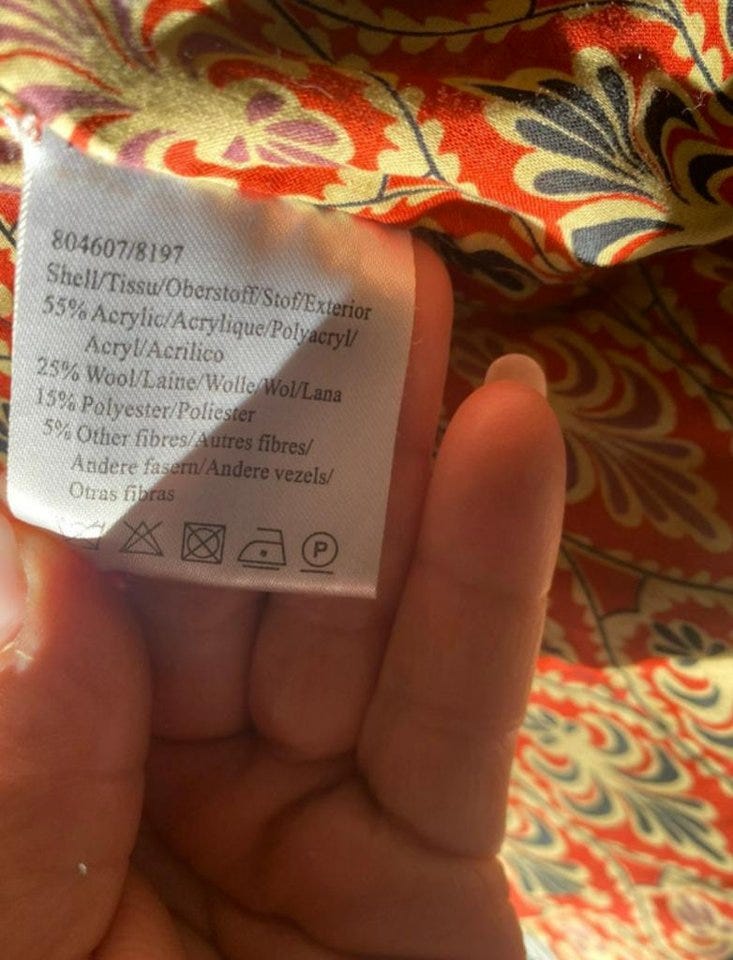 804607/8197
Shell/Tissu/Oberstoff/Stof/Exterior
55% Acrylic/Acrylique/Polyacryl/
Acryl/Acrilico
25% Wool/Laine/Wolle/Wol/Lana
15% Polyester/Poliester
5% Other fibres/Autres fibres/
Andere fasern/Andere vezels/
Otras fibras
P